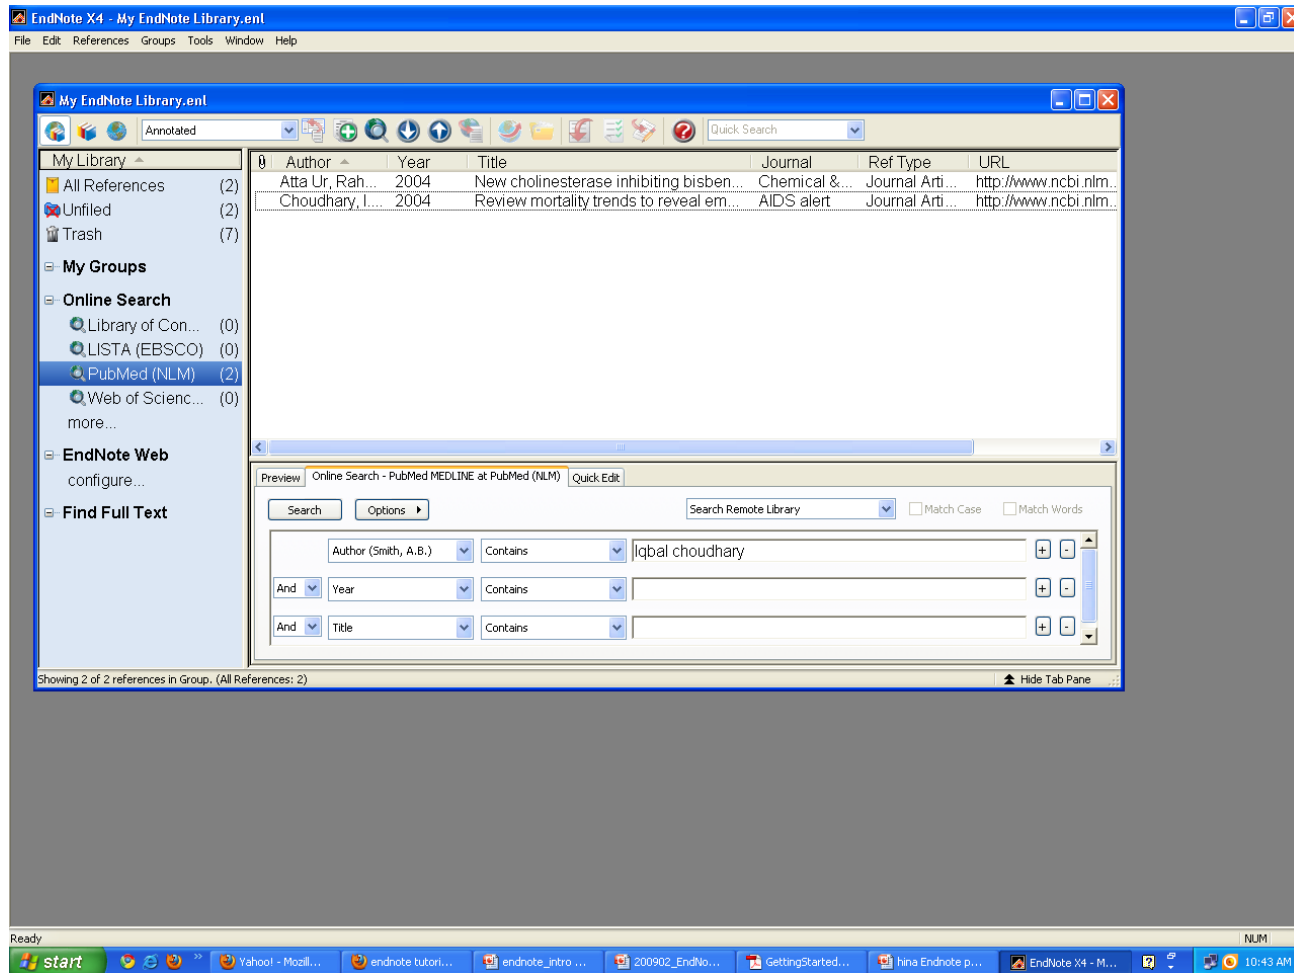 EndNote X4 - My EndNote Library.enl
File Edit References Groups Tools Window Help
My EndNote Library.enl
Annotated
Quick Search
My Library
All References (2)
Unfiled (2)
Trash (7)
My Groups
Online Search
Library of Con... (0)
LISTA (EBSCO) (0)
PubMed (NLM) (2)
Web of Scienc... (0)
more...
EndNote Web
configure...
Find Full Text
Author Year Title Journal Ref Type URL
Atta Ur, Rah... 2004 New cholinesterase inhibiting bisben... Chemical &... Journal Arti... http://www.ncbi.nlm...
Choudhary, I.... 2004 Review mortality trends to reveal em... AIDS alert Journal Arti... http://www.ncbi.nlm...
Preview Online Search - PubMed MEDLINE at PubMed (NLM) Quick Edit
Search Options Search Remote Library Match Case Match Words
Author (Smith, A.B.) Contains Iqbal choudhary + -
And Year Contains + -
And Title Contains + -
Showing 2 of 2 references in Group. (All References: 2) Hide Tab Pane
Ready NUM
start Yahoo! - Mozill... endnote tutori... endnote_intro ... 200902_EndNo... GettingStarted... hina Endnote p... EndNote X4 - M... 10:43 AM